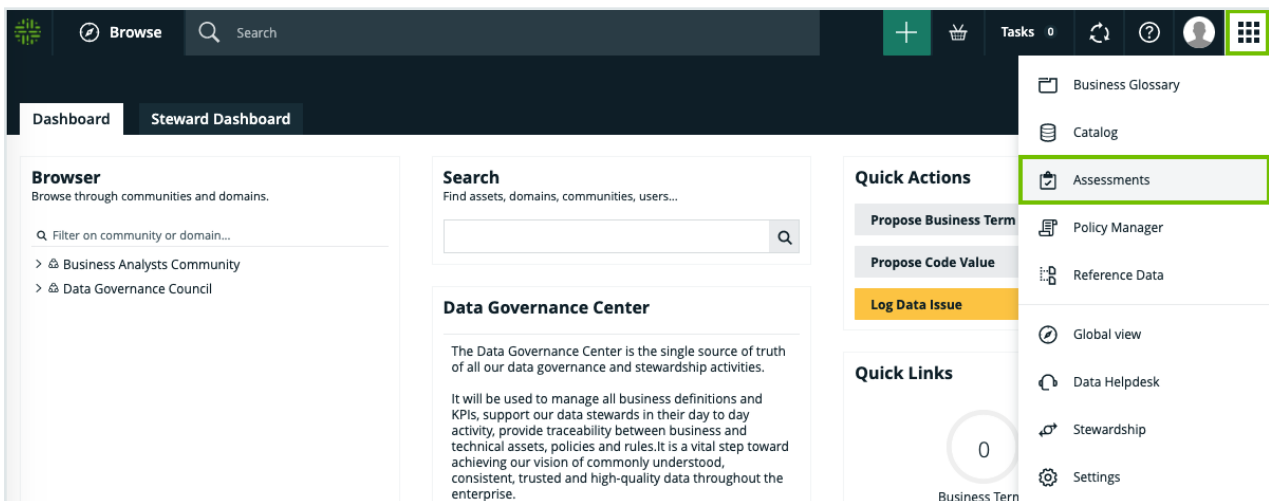 Browse
Search
Tasks 0
Business Glossary
Catalog
Assessments
Policy Manager
Reference Data
Global view
Data Helpdesk
Stewardship
Settings
Dashboard
Steward Dashboard
Browser
Browse through communities and domains.
Filter on community or domain...
Business Analysts Community
Data Governance Council
Search
Find assets, domains, communities, users...
Data Governance Center
The Data Governance Center is the single source of truth
of all our data governance and stewardship activities.
It will be used to manage all business definitions and
KPIs, support our data stewards in their day to day
activity, provide traceability between business and
technical assets, policies and rules.It is a vital step toward
achieving our vision of commonly understood,
consistent, trusted and high-quality data throughout the
enterprise.
Quick Actions
Propose Business Term
Propose Code Value
Log Data Issue
Quick Links
0
Business Tern